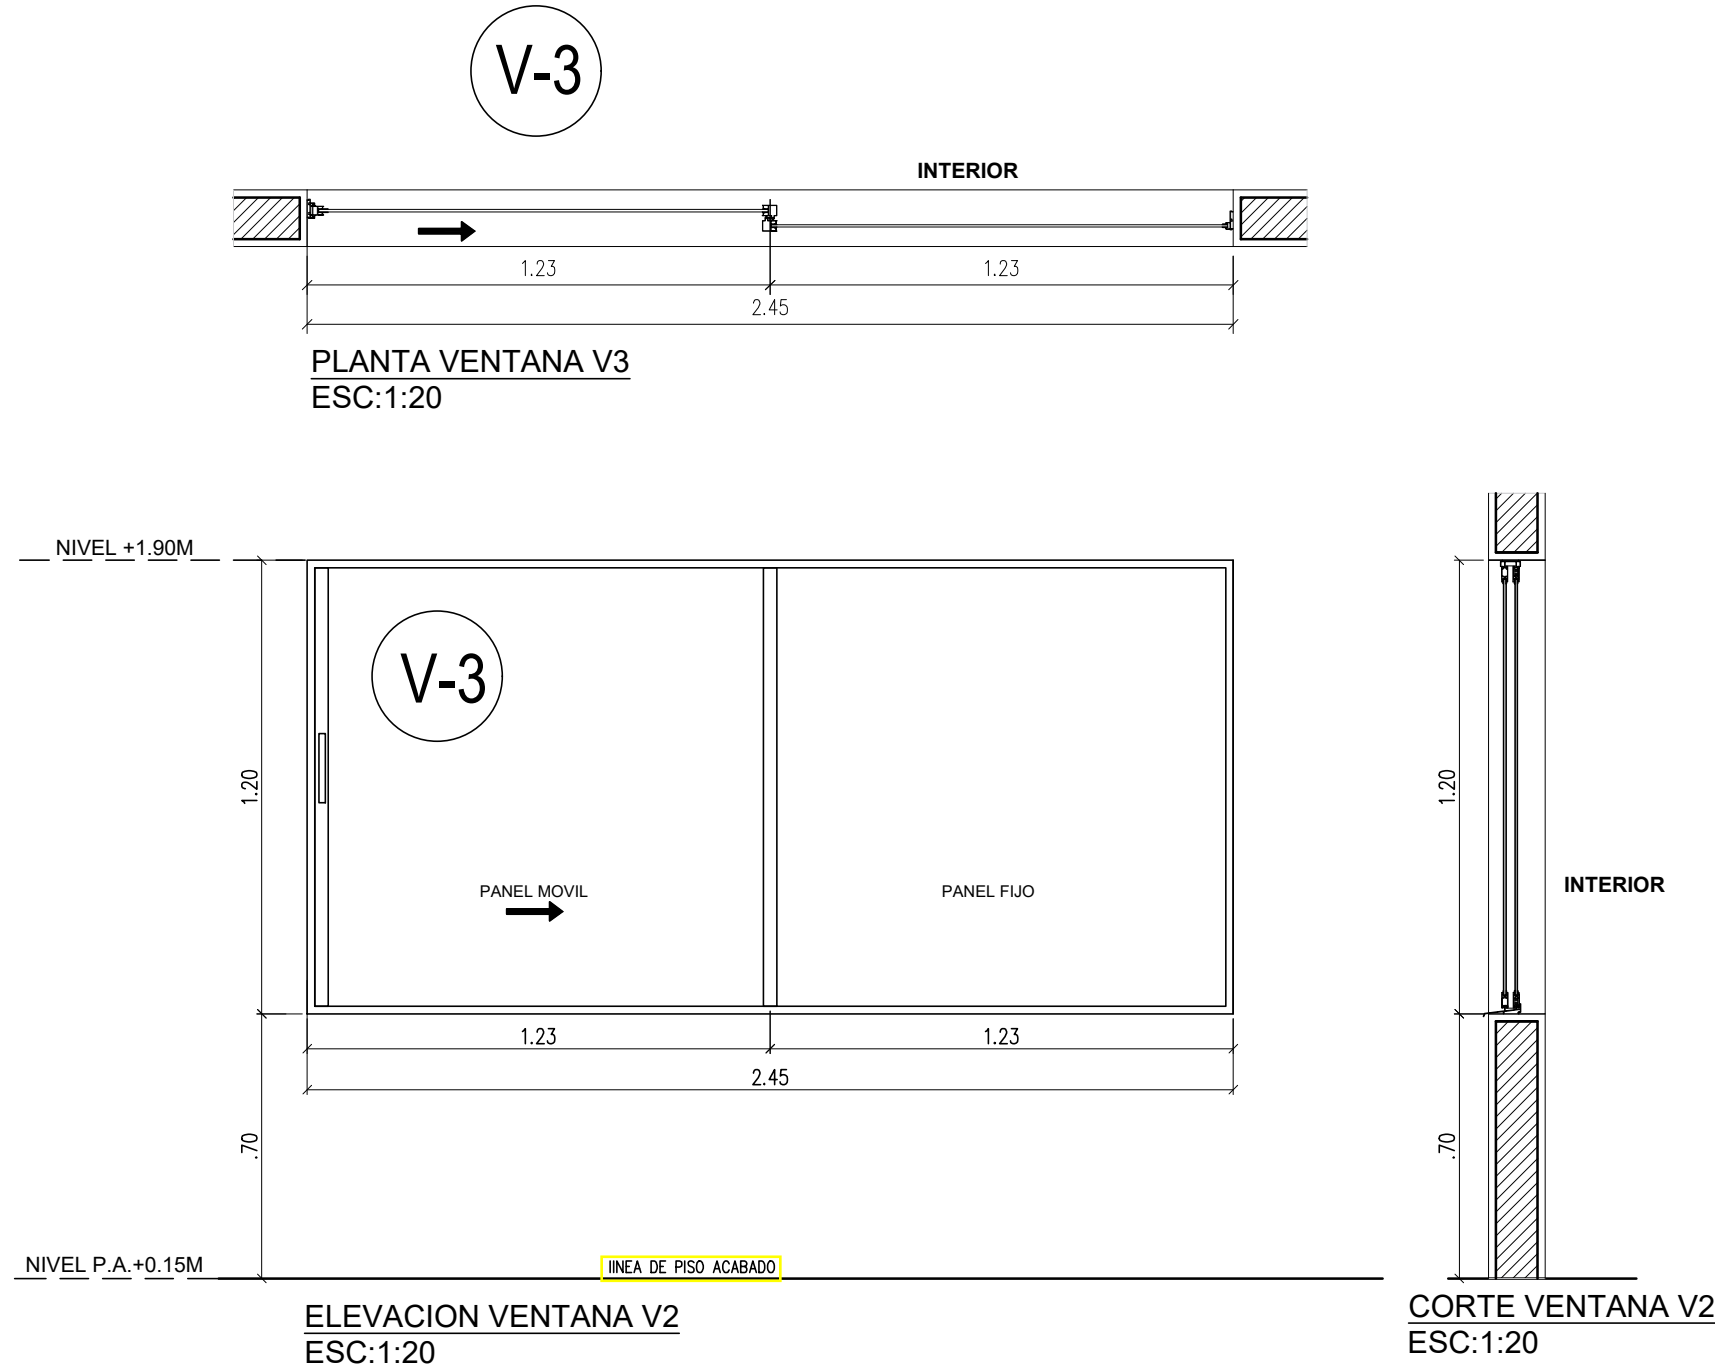 V-3
INTERIOR
1.23
1.23
2.45
PLANTA VENTANA V3
ESC:1:20
NIVEL +1.90M
V-3
1.20
1.20
PANEL MOVIL
PANEL FIJO
INTERIOR
1.23
1.23
2.45
.70
.70
NIVEL P.A.+0.15M
lINEA DE PISO ACABADO
ELEVACION VENTANA V2
ESC:1:20
CORTE VENTANA V2
ESC:1:20